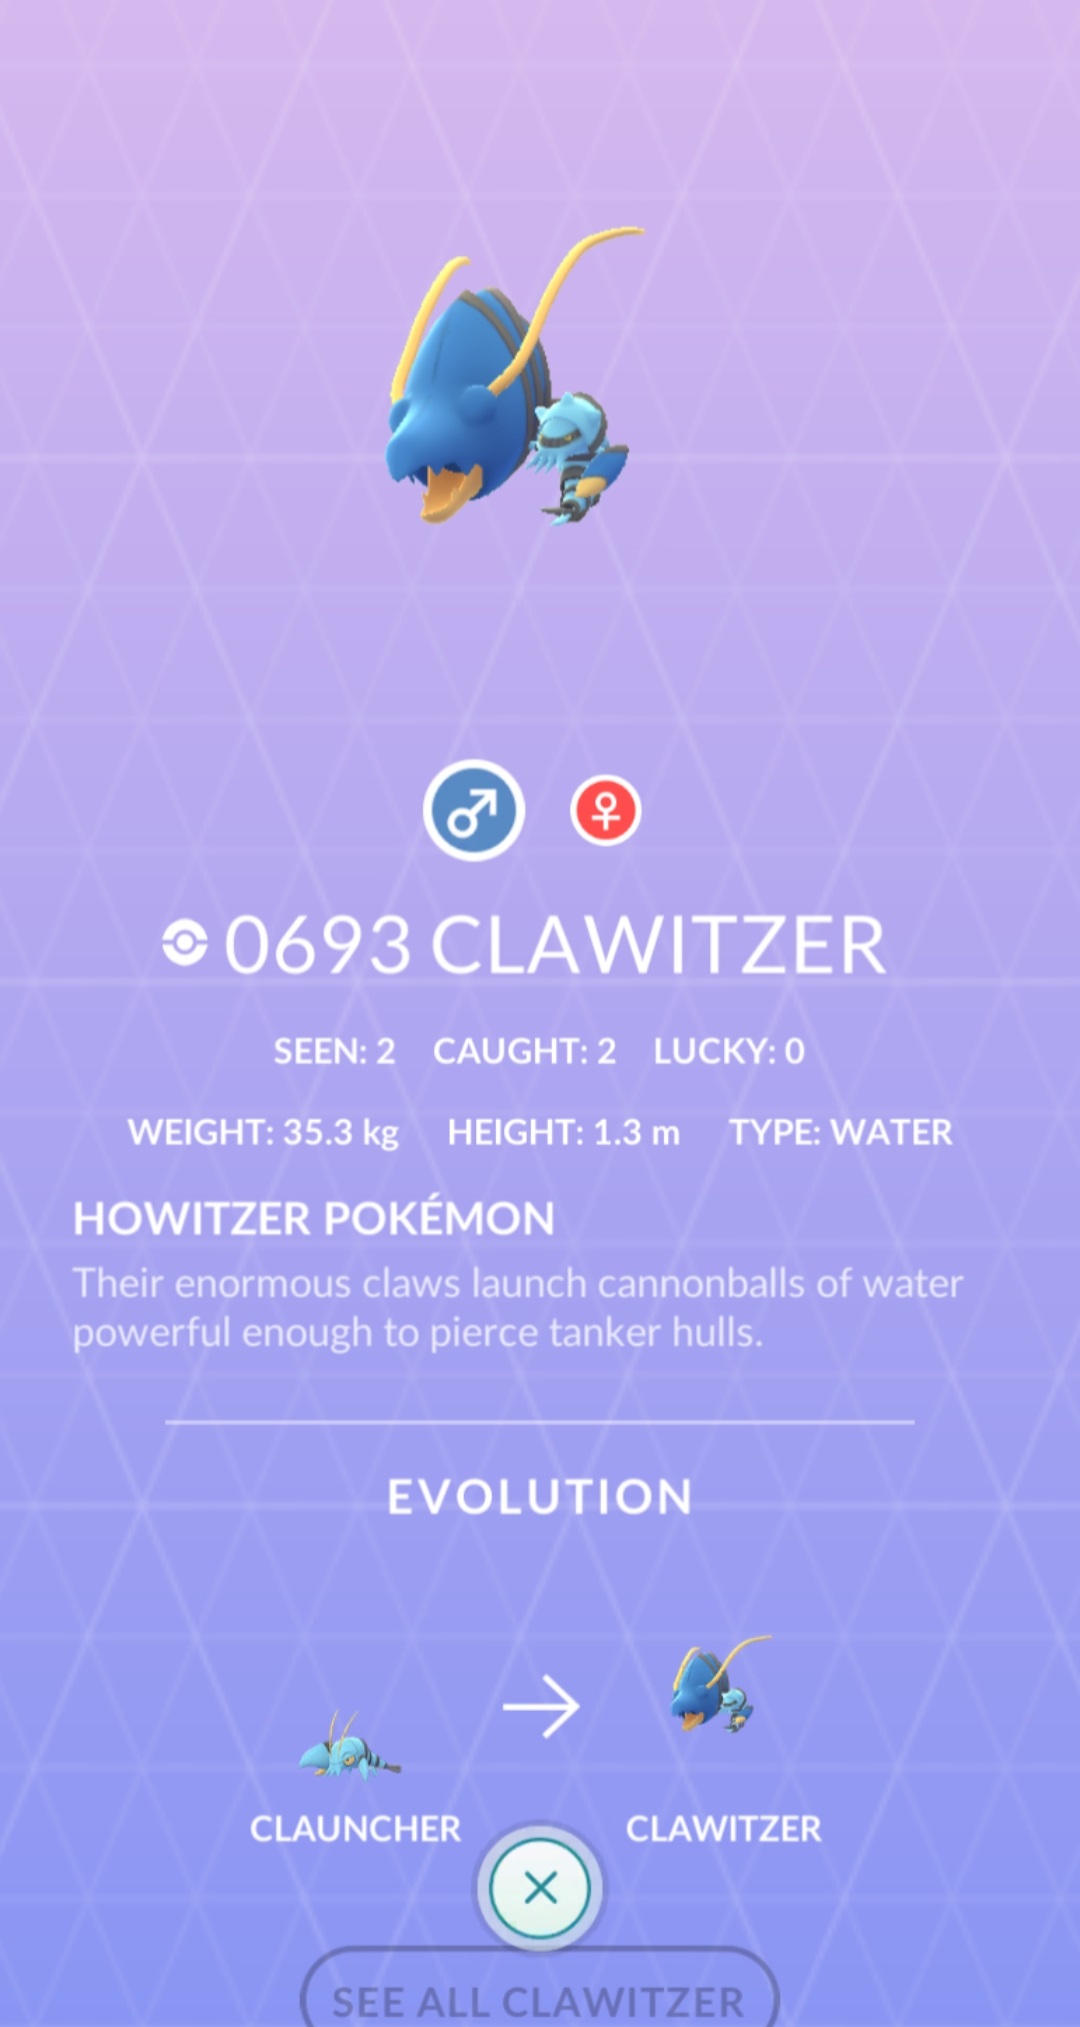 0693 CLAWITZER
SEEN: 2 CAUGHT: 2 LUCKY: 0
WEIGHT: 35.3 kg HEIGHT: 1.3 m TYPE: WATER
HOWITZER POKÉMON
Their enormous claws launch cannonballs of water
powerful enough to pierce tanker hulls.
EVOLUTION
CLAUNCHER CLAWITZER
SEE ALL CLAWITZER